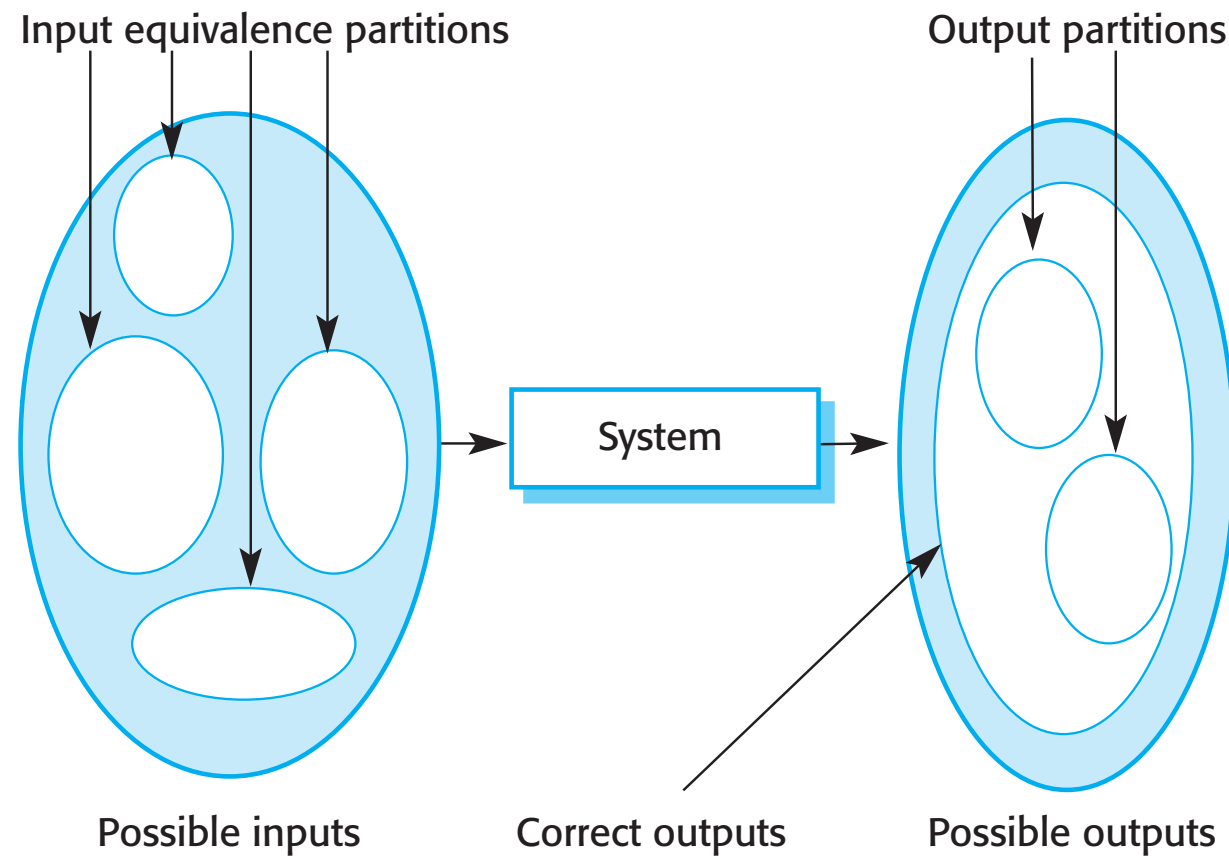 Input equivalence partitions
Output partitions
System
Possible inputs
Correct outputs
Possible outputs